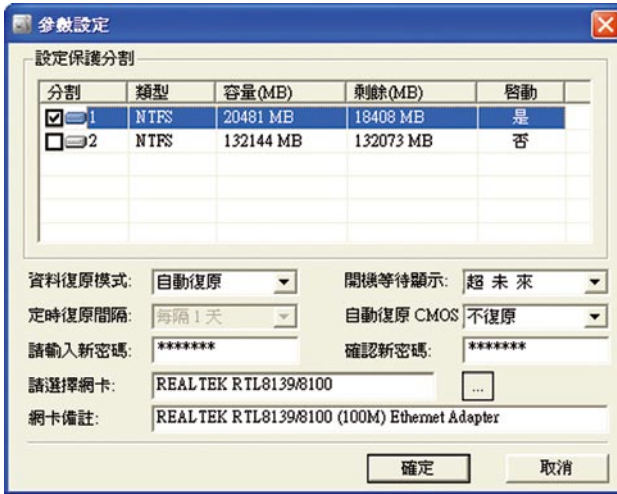 參數設定
設定保護分割
分割 類型 容量(MB) 剩餘(MB) 啓動
1 NTFS 20481 MB 18408 MB 是
2 NTFS 132144 MB 132073 MB 否
資料復原模式: 自動復原 開機等待顯示: 超 未 來
定時復原間隔: 每隔 1 天 自動復原 CMOS 不復原
請輸入新密碼: ******* 確認新密碼: *******
請選擇網卡: REALTEK RTL8139/8100 ...
網卡備註: REALTEK RTL8139/8100 (100M) Ethernet Adapter
確定 取消